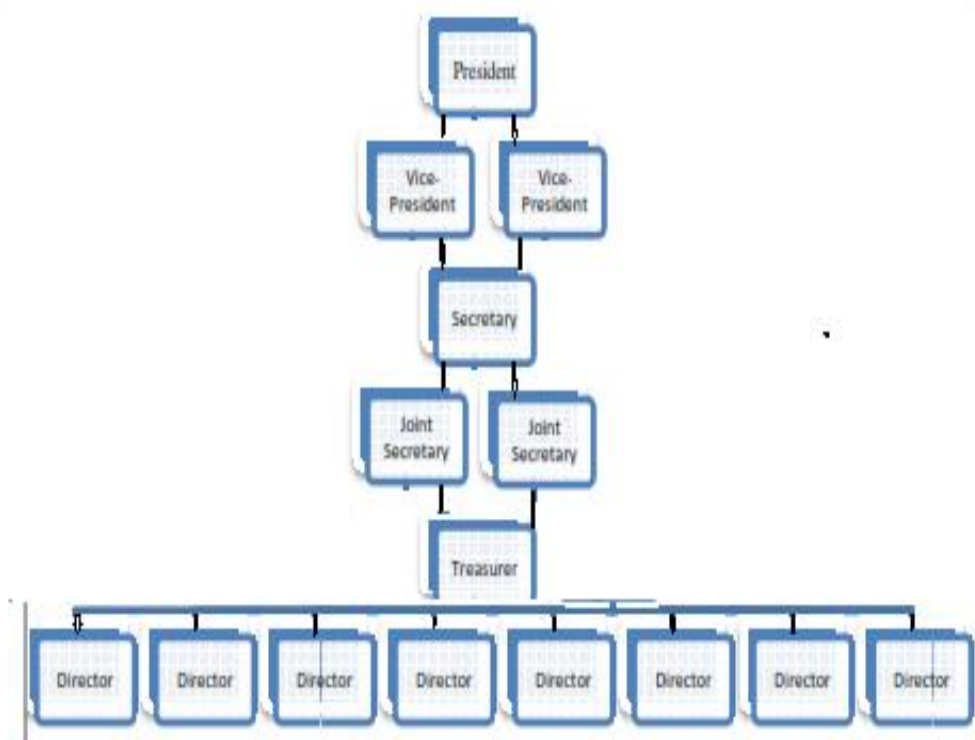 President
Vice-
President
Vice-
President
Secretary
Joint
Secretary
Joint
Secretary
Treasurer
Director
Director
Director
Director
Director
Director
Director
Director